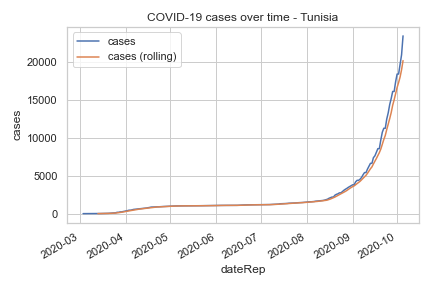 COVID-19 cases over time - Tunisia
cases
cases (rolling)
20000
15000
10000
5000
0
cases
2020-03
2020-04
2020-05
2020-06
2020-07
2020-08
2020-09
2020-10
dateRep